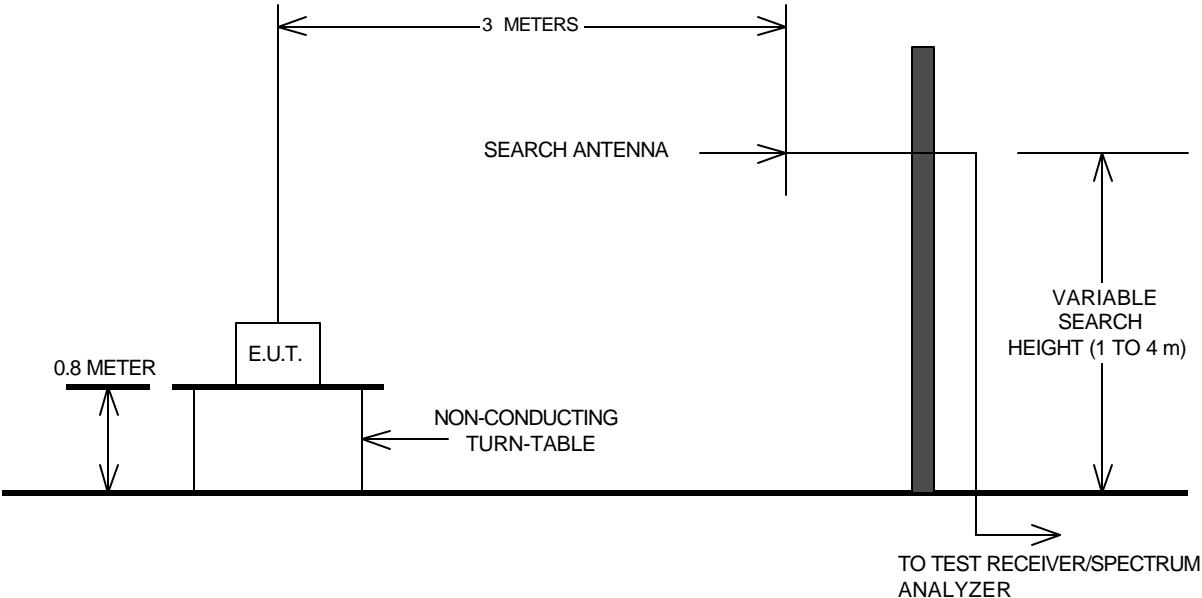 3 METERS
SEARCH ANTENNA
E.U.T.
0.8 METER
NON-CONDUCTING
TURN-TABLE
VARIABLE
SEARCH
HEIGHT (1 TO 4 m)
TO TEST RECEIVER/SPECTRUM
ANALYZER